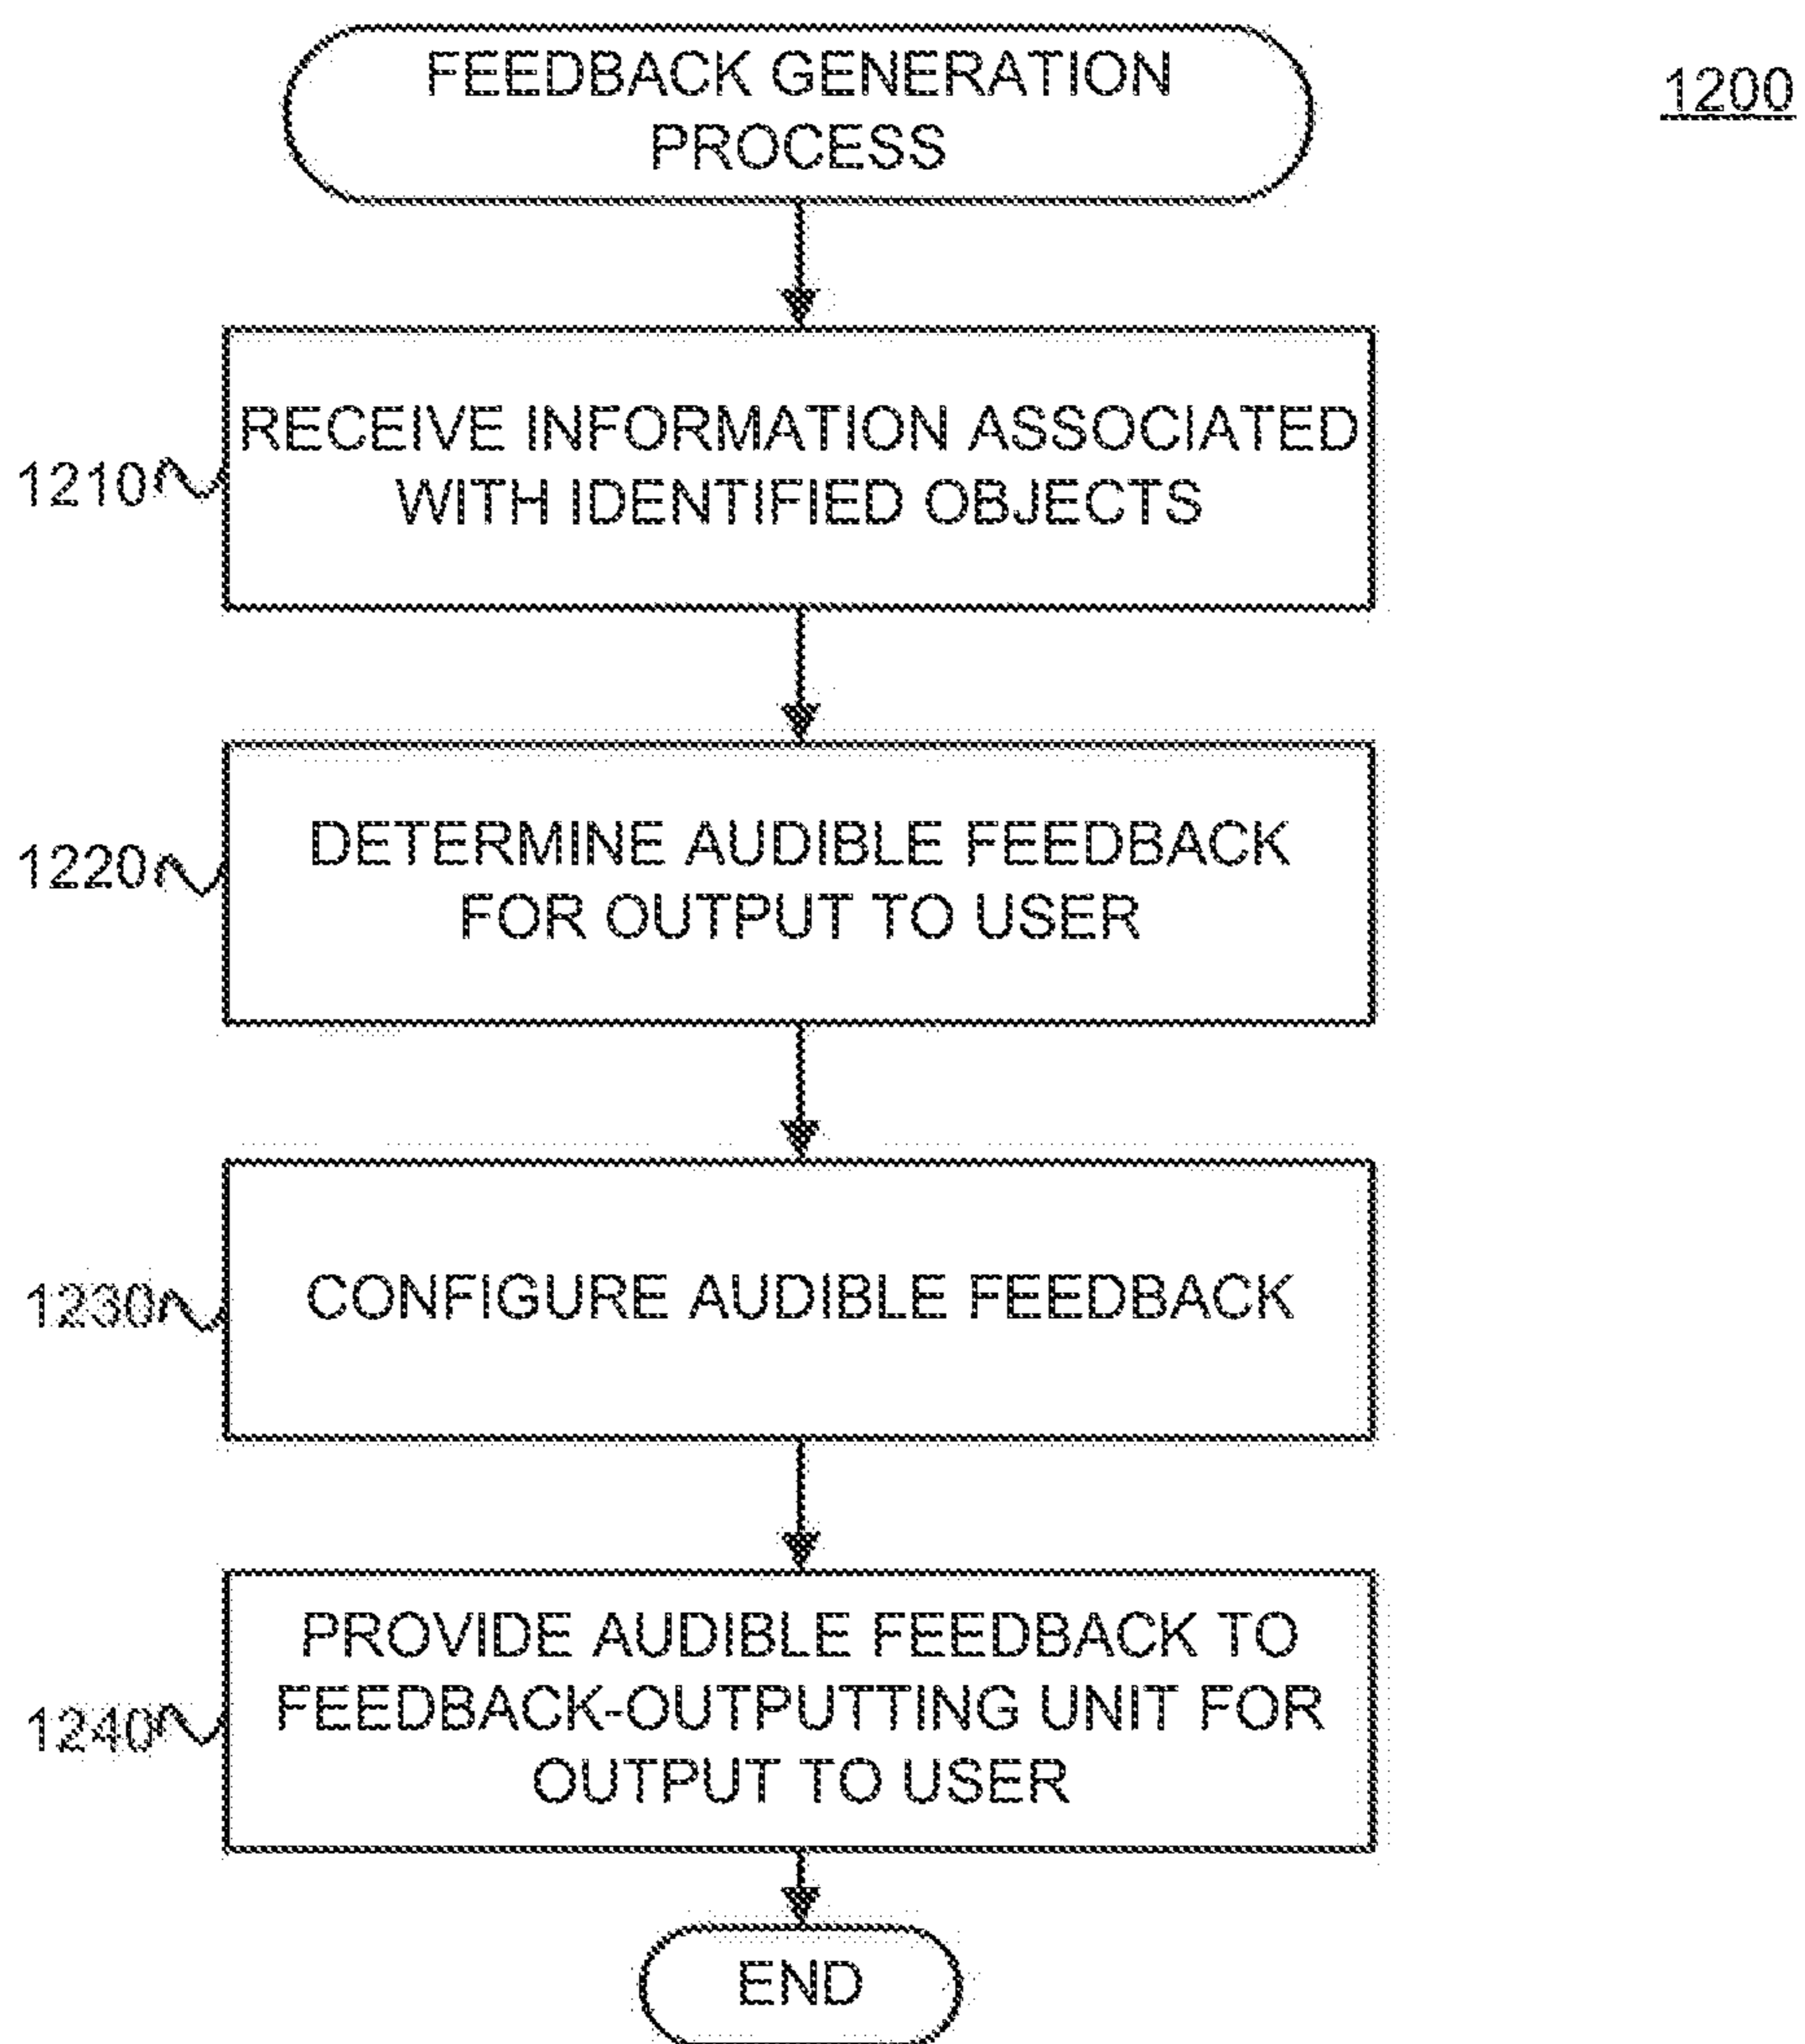 FEEDBACK GENERATION
PROCESS
1200
RECEIVE INFORMATION ASSOCIATED
WITH IDENTIFIED OBJECTS
1210
DETERMINE AUDIBLE FEEDBACK
FOR OUTPUT TO USER
1220
CONFIGURE AUDIBLE FEEDBACK
1230
PROVIDE AUDIBLE FEEDBACK TO
FEEDBACK-OUTPUTTING UNIT FOR
OUTPUT TO USER
1240
END